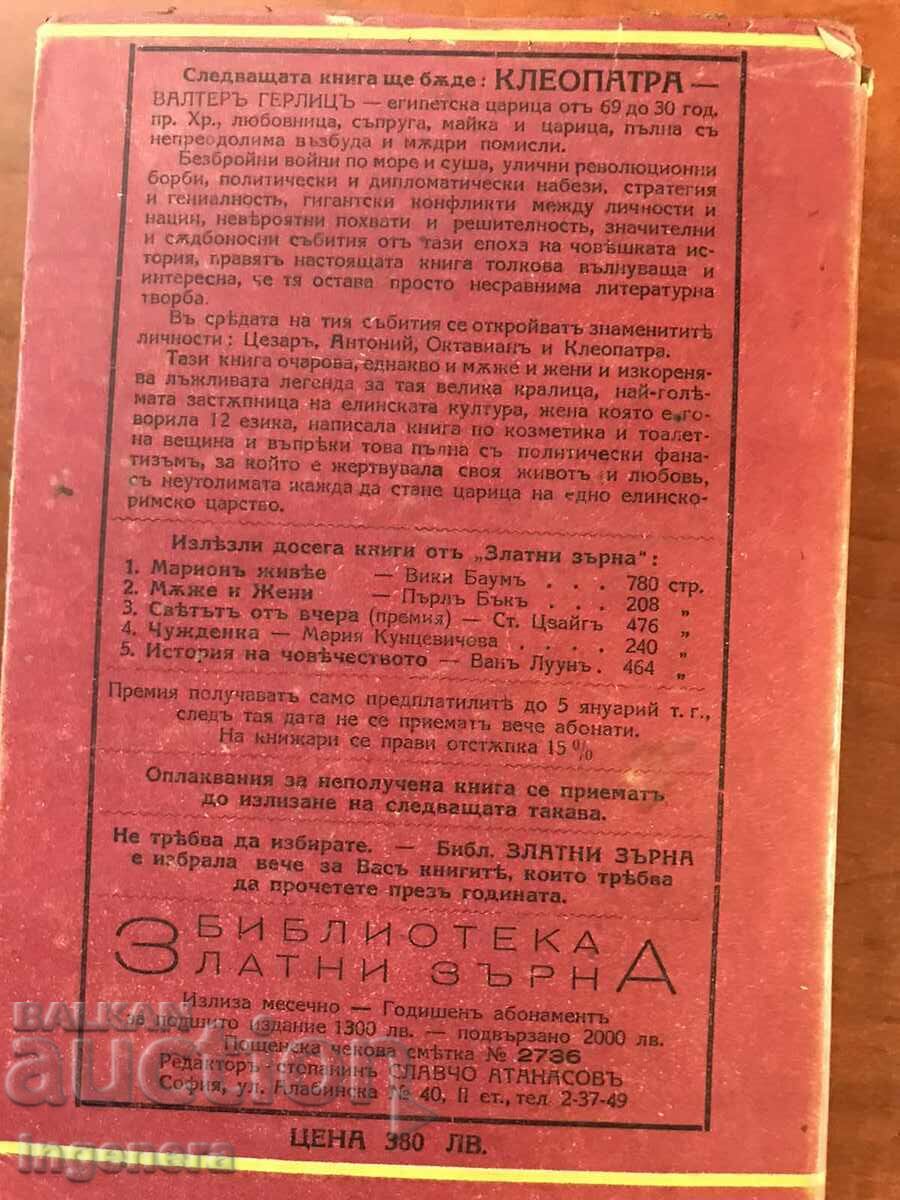 Следващата книга ще бѫде: КЛЕОПАТРА —
ВАЛТЕРЪ ГЕРЛИЦЪ — египетска царица отъ 69 до 30 год.
пр. Хр., любовница, съпруга, майка и царица, пълна съ
непреодолима възбуда и мѫдри помисли.
Безбройни войни по море и суша, улични революционни
борби, политически и дипломатически набези, стратегия
и гениалность, гигантски конфликти между личности и
нации, невѣроятни похвати и решителность, значителни
и сѫдбоносни събития отъ тази епоха на човѣшката ис-
тория, правятъ настоящата книга толкова вълнуваща и
интересна, че тя остава просто несравнима литературна
творба.
Въ срѣдата на тия събития се откройватъ знаменититѣ
личности: Цезаръ, Антоний, Октавианъ и Клеопатра.
Тази книга очарова, еднакво и мѫже и жени и изкореня-
ва лъжливата легенда за тая велика кралица, най-голѣ-
мата застѫпница на елинската култура, жена която е го-
ворила 12 езика, написала книга по козметика и тоалет-
на вещина и въпрѣки това пълна съ политически фана-
тизъмъ, за който е жертвувала своя животъ и любовь,
съ неутолимата жажда да стане царица на едно елинско-
римско царство.
Излѣзли досега книги отъ „Златни зърна":
1. Марионъ живѣе — Вики Баумъ . . . 780 стр.
2. Мѫже и Жени — Пърлъ Бъкъ . . . 208 „
3. Свѣтътъ отъ вчера (премия) — Ст. Цвайгъ 476 „
4. Чужденка — Мария Кунцевичова . . . . 240 „
5. История на човѣчеството — Ванъ Луунъ. 464 „
Премия получаватъ само предплатилитѣ до 5 януарий т. г.,
следъ тая дата не се приематъ вече абонати.
На книжари се прави отстѫпка 15%
Оплаквания за неполучена книга се приематъ
до излизане на следващата такава.
Не трѣбва да избирате. — Библ. ЗЛАТНИ ЗЪРНА
е избрала вече за Васъ книгитѣ, които трѣбва
да прочетете презъ годината.
БИБЛИОТЕКА
ЗЛАТНИ ЗЪРНА
Излиза месечно — Годишенъ абонаментъ
за подшито издание 1300 лв. — подвързано 2000 лв.
Пощенска чекова смѣтка № 2736
Редакторъ-стопанинъ СЛАВЧО АТАНАСОВЪ
София, ул. Алабинска № 40, II ет., тел. 2-37-49
ЦЕНА 380 ЛВ.
BALKAN
auction
ingenera